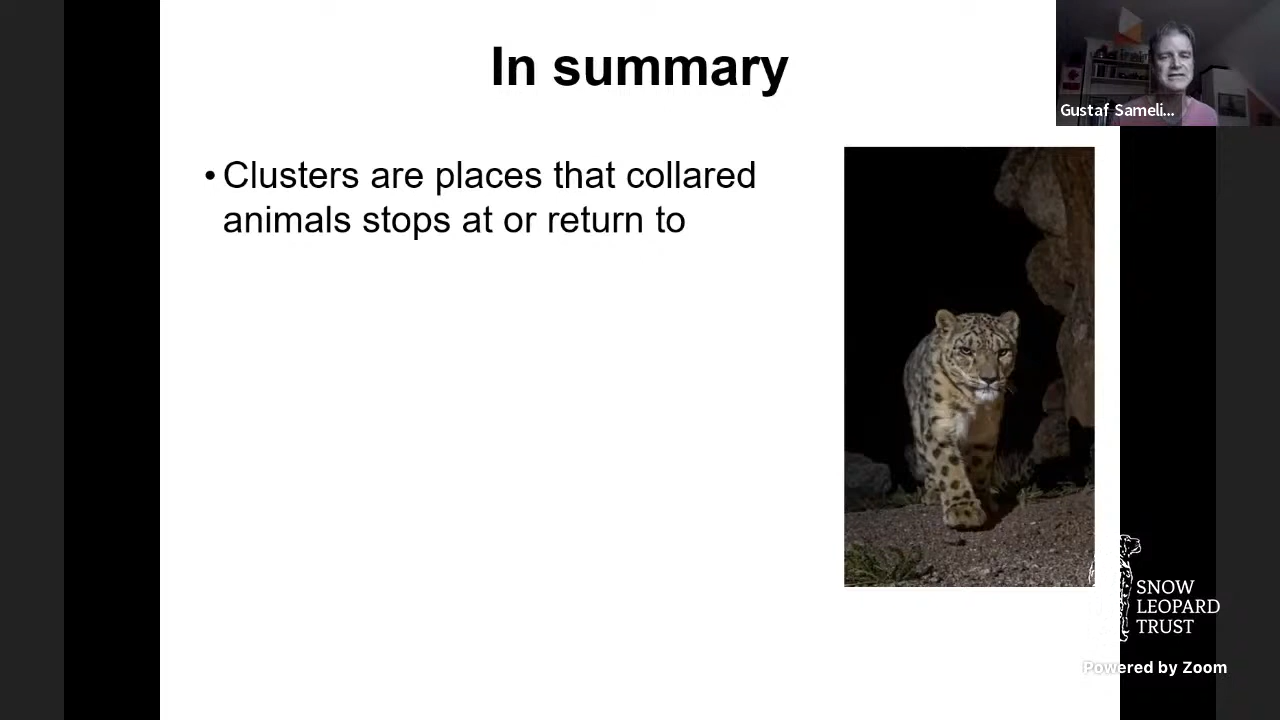 In summary
Gustaf Sameli...
• Clusters are places that collared
animals stops at or return to
SNOW
LEOPARD
TRUST
Powered by Zoom